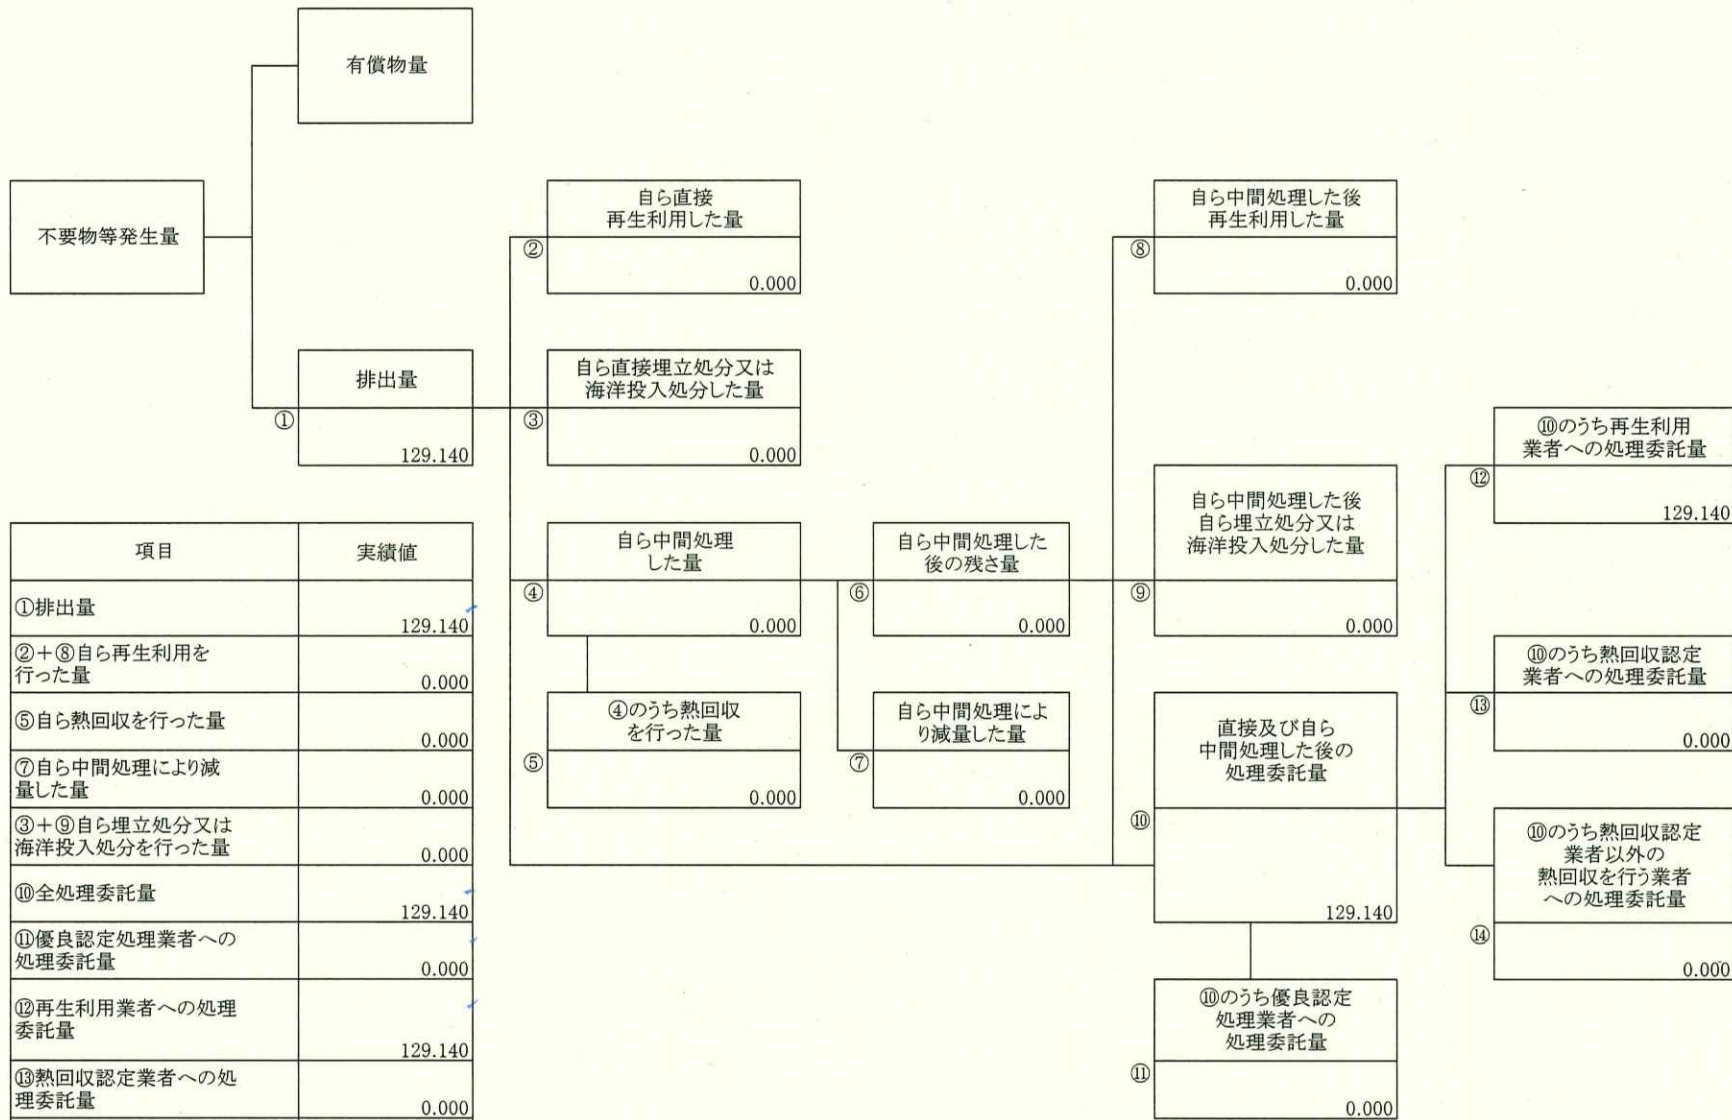 有償物量
不要物等発生量
自ら直接
再生利用した量
②
0.000
自ら中間処理した後
再生利用した量
⑧
0.000
排出量
①
129.140
自ら直接埋立処分又は
海洋投入処分した量
③
0.000
⑩のうち再生利用
業者への処理委託量
⑫
129.140
自ら中間処理
した量
④
0.000
自ら中間処理した
後の残さ量
⑥
0.000
自ら中間処理した後
自ら埋立処分又は
海洋投入処分した量
⑨
0.000
⑩のうち熱回収認定
業者への処理委託量
⑬
0.000
④のうち熱回収
を行った量
⑤
0.000
自ら中間処理によ
り減量した量
⑦
0.000
直接及び自ら
中間処理した後の
処理委託量
⑩
129.140
⑩のうち熱回収認定
業者以外の
熱回収を行う業者
への処理委託量
⑭
0.000
⑩のうち優良認定
処理業者への
処理委託量
⑪
0.000
項目 実績値
①排出量
129.140
②+⑧自ら再生利用を
行った量
0.000
⑤自ら熱回収を行った量
0.000
⑦自ら中間処理により減
量した量
0.000
③+⑨自ら埋立処分又は
海洋投入処分を行った量
0.000
⑩全処理委託量
129.140
⑪優良認定処理業者への
処理委託量
0.000
⑫再生利用業者への処理
委託量
129.140
⑬熱回収認定業者への処
理委託量
0.000